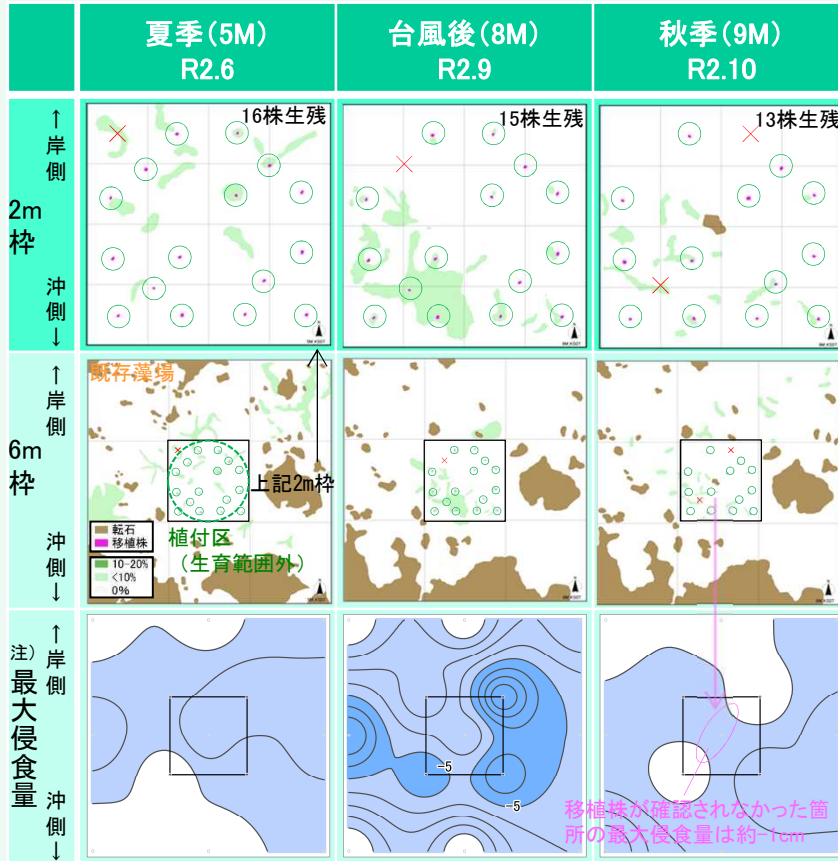 夏季(5M)
R2.6
台風後(8M)
R2.9
秋季(9M)
R2.10
↑
岸
側
2m
枠
沖
側
↓
16株生残
15株生残
13株生残
↑
岸
側
6m
枠
沖
側
↓
既存藻場
上記2m枠
転石
移植株
10-20%
<10%
0%
植付区
(生育範囲外)
↑
岸
側
注)
最
大
侵
食
量
沖
側
↓
-5
-5
移植株が確認されなかった箇
所の最大侵食量は約-1cm